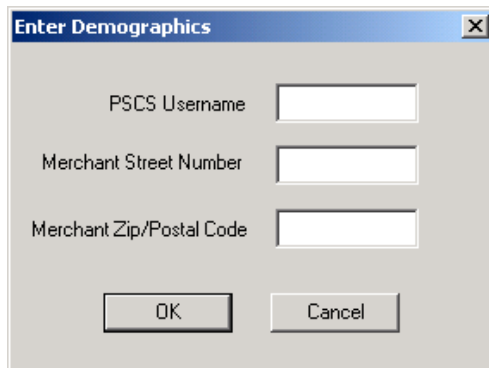 Enter Demographics
PSCS Username
Merchant Street Number
Merchant Zip/Postal Code
OK Cancel